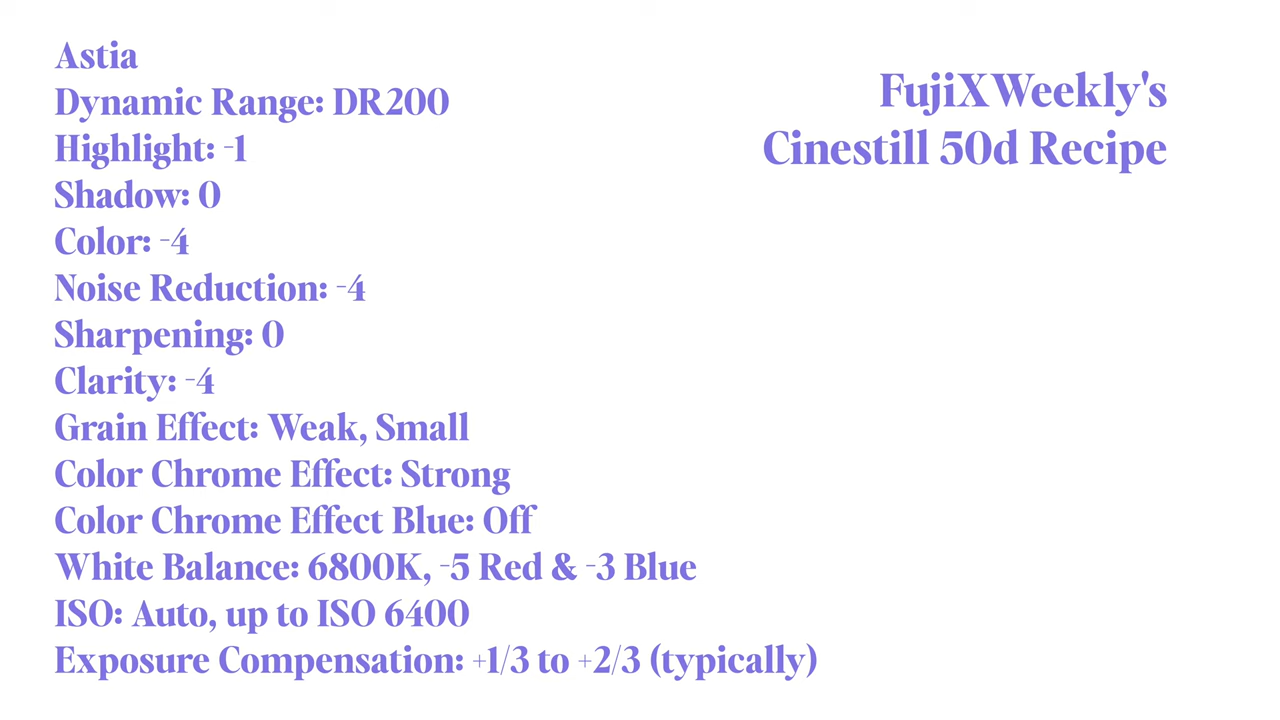 Astia
Dynamic Range: DR200
Highlight: -1
Shadow: 0
Color: -4
Noise Reduction: -4
Sharpening: 0
Clarity: -4
Grain Effect: Weak, Small
Color Chrome Effect: Strong
Color Chrome Effect Blue: Off
White Balance: 6800K, -5 Red & -3 Blue
ISO: Auto, up to ISO 6400
Exposure Compensation: +1/3 to +2/3 (typically)
FujiXWeekly's
Cinestill 50d Recipe